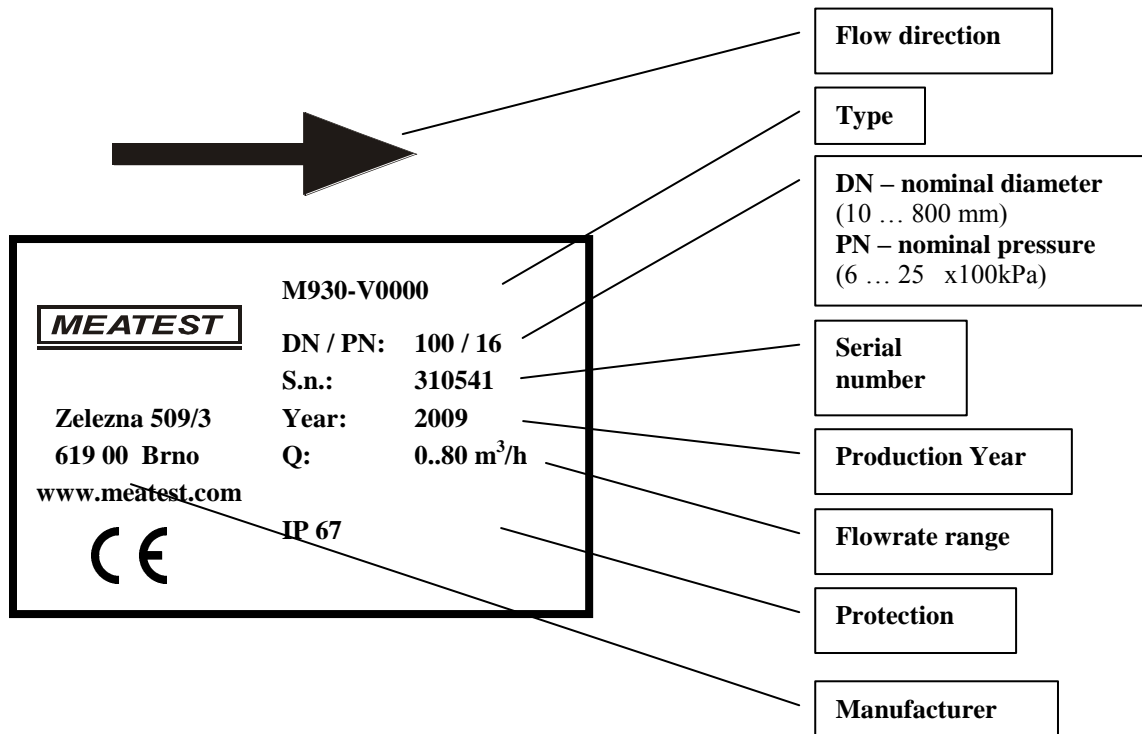 Flow direction
Type
DN – nominal diameter
(10 … 800 mm)
PN – nominal pressure
(6 … 25 x100kPa)
Serial
number
Production Year
Flowrate range
Protection
Manufacturer
MEATEST
Zelezna 509/3
619 00 Brno
www.meatest.com
CE
M930-V0000
DN / PN: 100 / 16
S.n.: 310541
Year: 2009
Q: 0..80 m³/h
IP 67